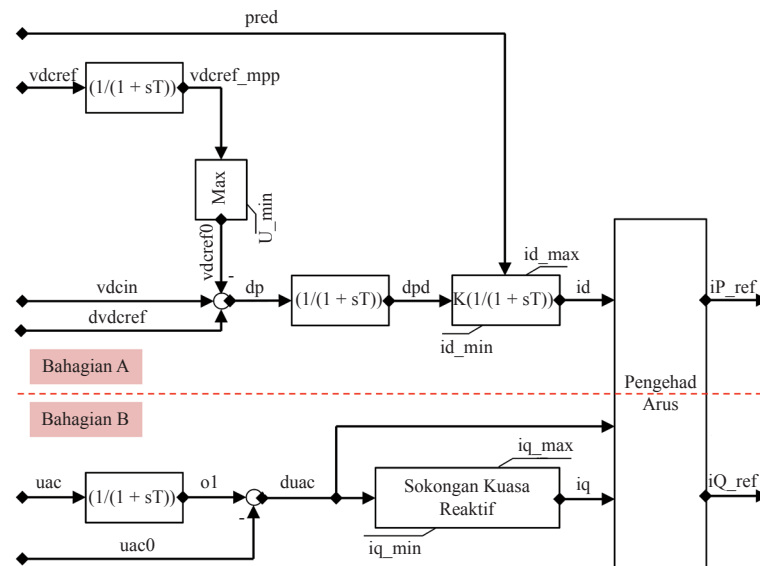 pred
vdcref
(1/(1 + sT))
vdcref_mpp
Max
U_min
vdcref0
-
id_max
vdcin
dp
(1/(1 + sT))
dpd
K(1/(1 + sT))
id
iP_ref
dvdcref
id_min
Bahagian A
Pengehad
Arus
Bahagian B
iq_max
uac
(1/(1 + sT))
o1
duac
Sokongan Kuasa
Reaktif
iq
iQ_ref
-
uac0
iq_min